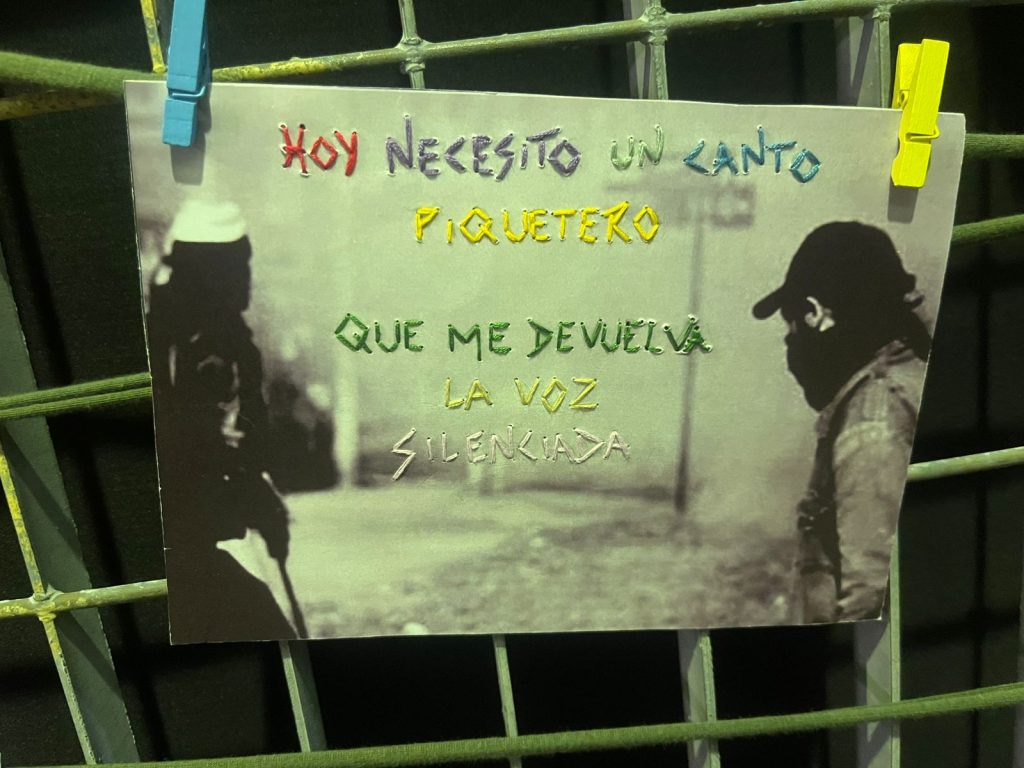 HOY NECESITO UN CANTO
PIQUETERO
QUE ME DEVUELVA
LA VOZ
SILENCIADA